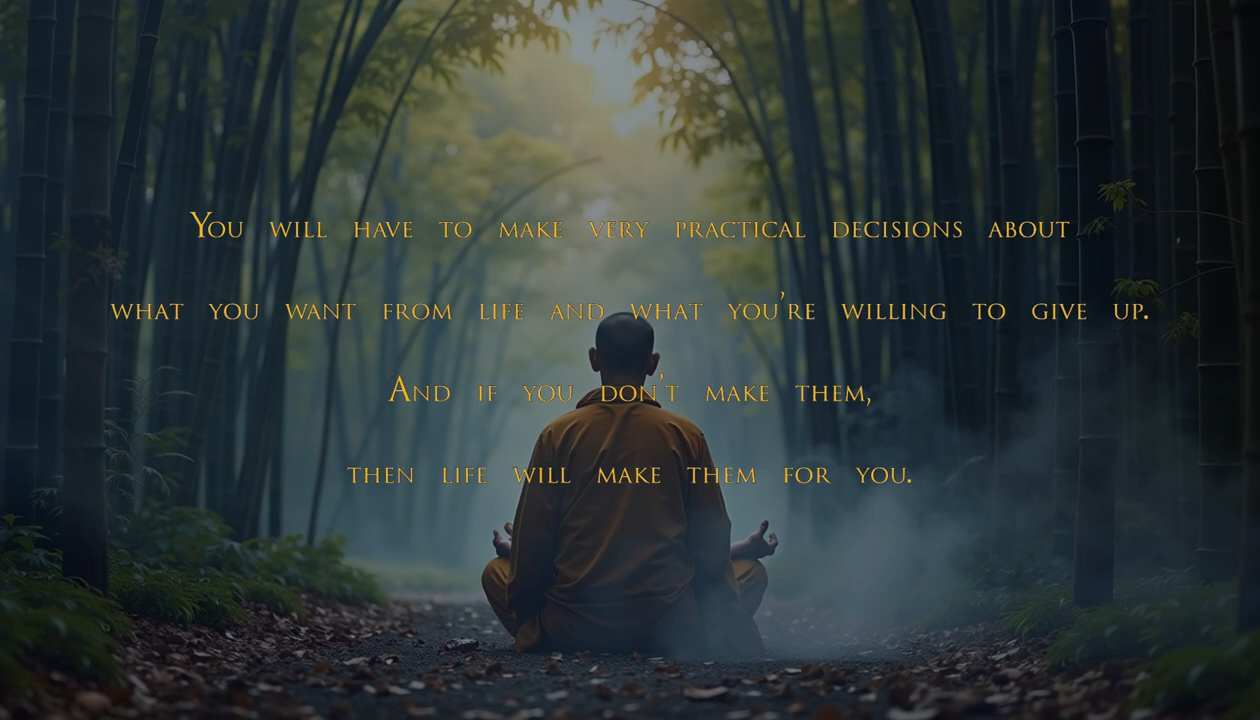 You will have to make very practical decisions about
what you want from life and what you're willing to give up.
And if you don't make them,
then life will make them for you.